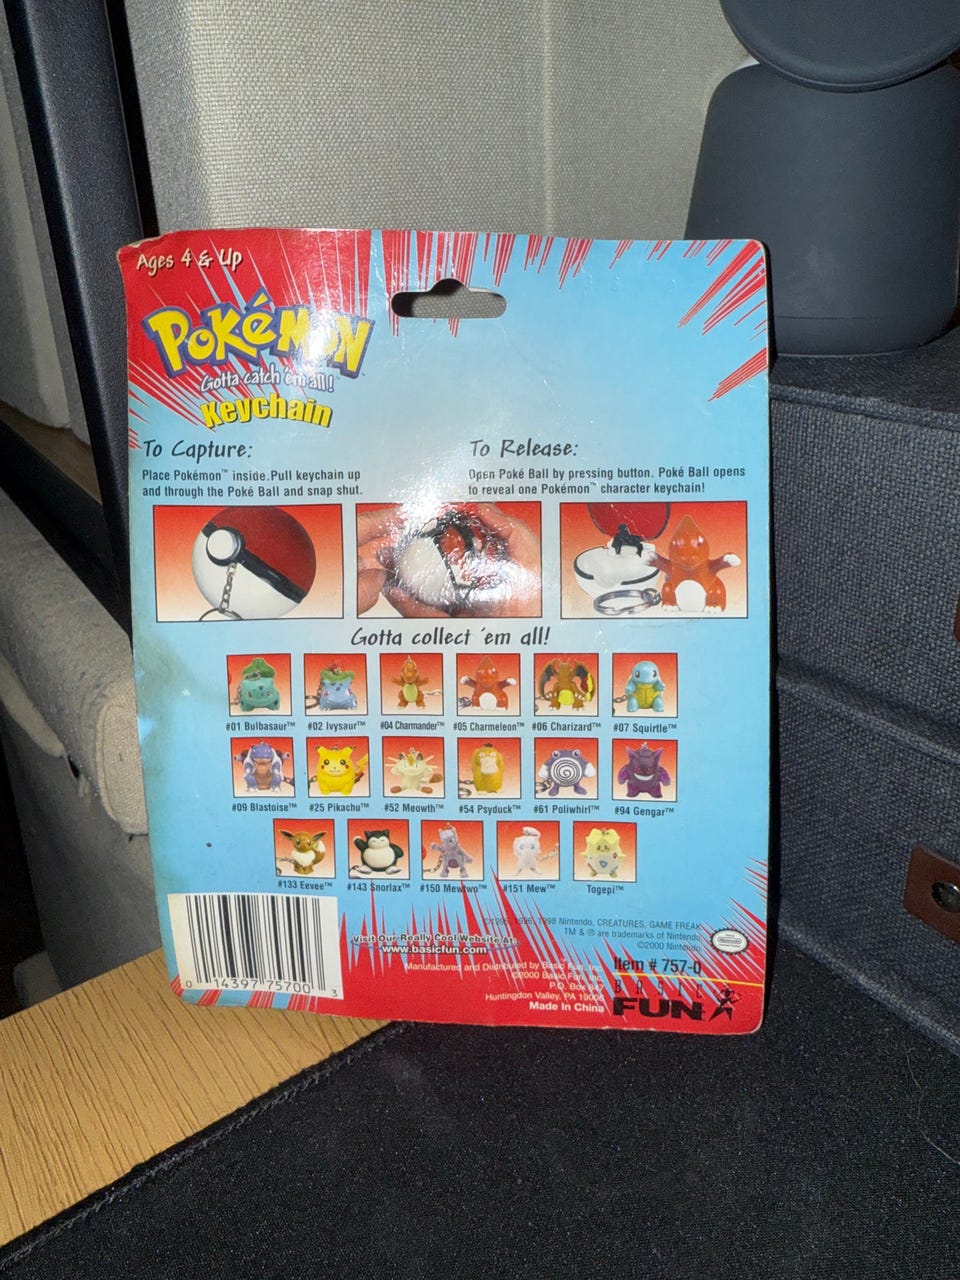 Ages 4 & Up
POKéMON
Gotta catch 'em all!
Keychain
To Capture:
Place Pokémon™ inside. Pull keychain up
and through the Poké Ball and snap shut.
To Release:
Open Poké Ball by pressing button. Poké Ball opens
to reveal one Pokémon™ character keychain!
Gotta collect 'em all!
#01 Bulbasaur™ #02 Ivysaur™ #04 Charmander™ #05 Charmeleon™ #06 Charizard™ #07 Squirtle™
#09 Blastoise™ #25 Pikachu™ #52 Meowth™ #54 Psyduck™ #61 Poliwhirl™ #94 Gengar™
#133 Eevee™ #143 Snorlax™ #150 Mewtwo™ #151 Mew™ Togepi™
0 14397 75700 3
Visit Our Really Cool Website At:
www.basicfun.com
©1995, 1996, 1998 Nintendo, CREATURES, GAME FREAK
TM & ® are trademarks of Nintendo
©2000 Nintendo
Nintendo
Manufactured and Distributed by Basic Fun, Inc.
©2000 Basic Fun, Inc.
P.O. Box
Huntingdon Valley, PA 19006
Made in China
Item # 757-0
BASIC
FUN